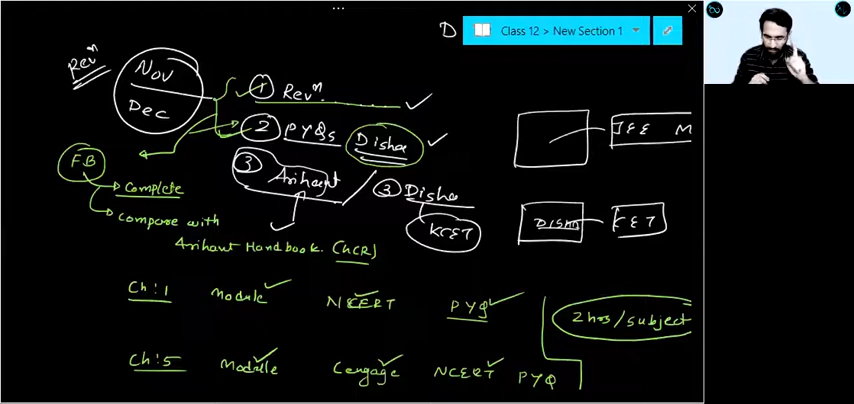 D
Class 12 > New Section 1
Revⁿ
Nov
Dec
1 Revⁿ.
2 PYQs Disha
3 Arihant
3 Disha
KCET
FB
Complete
Compare with
Arihant Handbook. (NCR)
JEE M
DISHA KET
Ch:1 Module NCERT PYQ
2 hrs/subject
Ch:5 Module Cengage NCERT PYQ